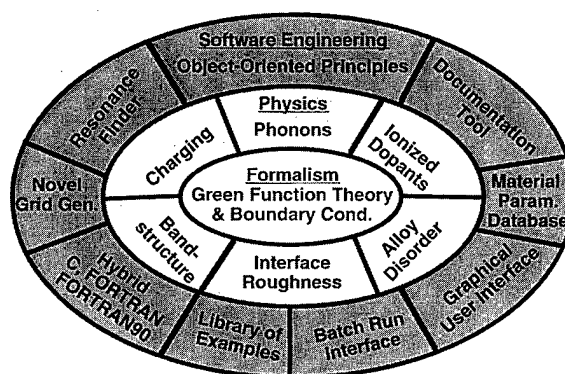 Software Engineering
Object-Oriented Principles
Documentation
Tool
Material
Param.
Database
Graphical
User Interface
Batch Run
Interface
Library of
Examples
Hybrid
C, FORTRAN
FORTRAN90
Novel
Grid Gen.
Resonance
Finder
Physics
Phonons
Ionized
Dopants
Alloy
Disorder
Interface
Roughness
Band-
structure
Charging
Formalism
Green Function Theory
& Boundary Cond.